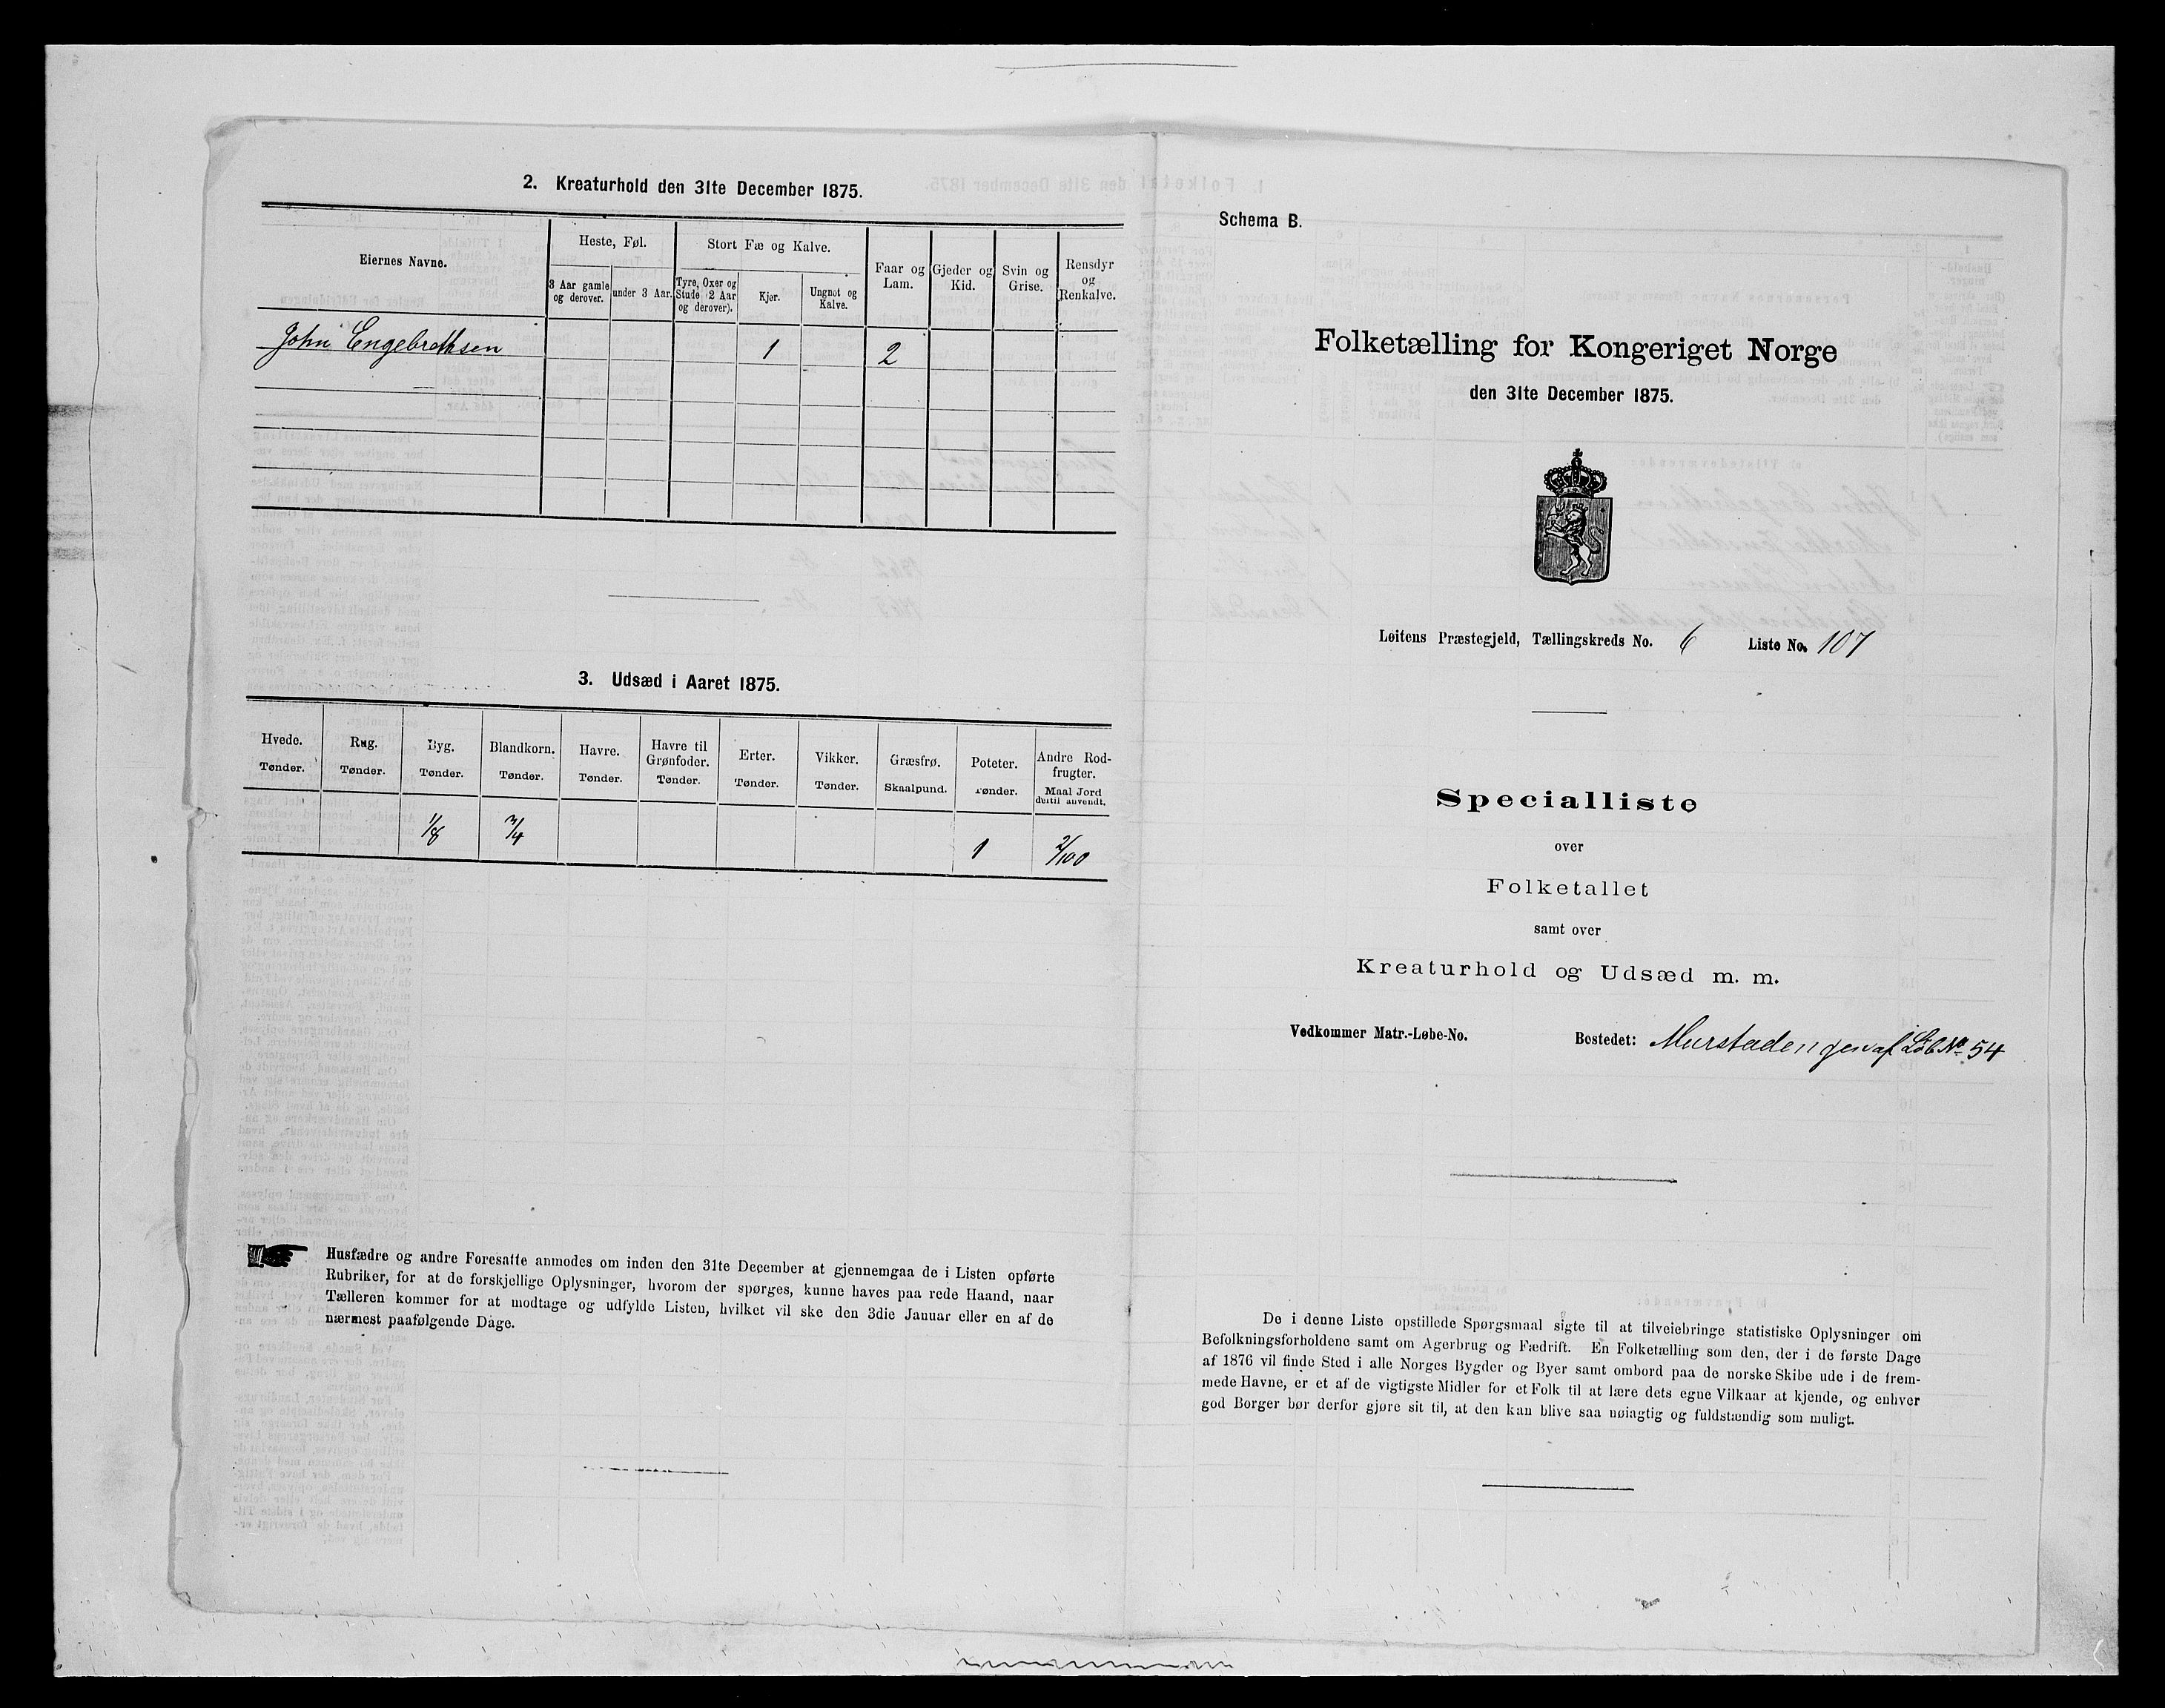 2. Kreaturhold den 31te December 1875.
Eiernes Navne.
Heste, Føl.
Stort Fæ og Kalve.
Faar og Lam.
Gjeder og Kid.
Svin og Grise.
Rensdyr og Renkalve.
3 Aar gamle og derover.
under 3 Aar.
Tyre, Oxer og Stude (2 Aar og derover).
Kjør.
Ungnøt og Kalve.
John Engebrethsen 1 2
3. Udsæd i Aaret 1875.
Hvede. Rug. Byg. Blandkorn. Havre. Havre til Grønfoder. Erter. Vikker. Græsfrø. Poteter. Andre Rodfrugter.
Tønder. Tønder. Tønder. Tønder. Tønder. Tønder. Tønder. Tønder. Skaalpund. Tønder. Maal Jord dertil anvendt.
1/8 3/4 1 2/100
Husfædre og andre Foresatte anmodes om inden den 31te December at gjennemgaa de i Listen opførte
Rubriker, for at de forskjellige Oplysninger, hvorom der spørges, kunne haves paa rede Haand, naar
Tælleren kommer for at modtage og udfylde Listen, hvilket vil ske den 3die Januar eller en af de
nærmest paafølgende Dage.
Schema B.
Folketælling for Kongeriget Norge
den 31te December 1875.
Løitens Præstegjeld, Tællingskreds No. 6 Liste No. 107
Specialliste
over
Folketallet
samt over
Kreaturhold og Udsæd m. m.
Vedkommer Matr.-Løbe-No. Bostedet: Murstadengen af Løb No 54
De i denne Liste opstillede Spørgsmaal sigte til at tilveiebringe statistiske Oplysninger om
Befolkningsforholdene samt om Agerbrug og Fædrift. En Folketælling som den, der i de første Dage
af 1876 vil finde Sted i alle Norges Bygder og Byer samt ombord paa de norske Skibe ude i de frem-
mede Havne, er et af de vigtigste Midler for et Folk til at lære dets egne Vilkaar at kjende, og enhver
god Borger bør derfor gjøre sit til, at den kan blive saa nøiagtig og fuldstændig som muligt.